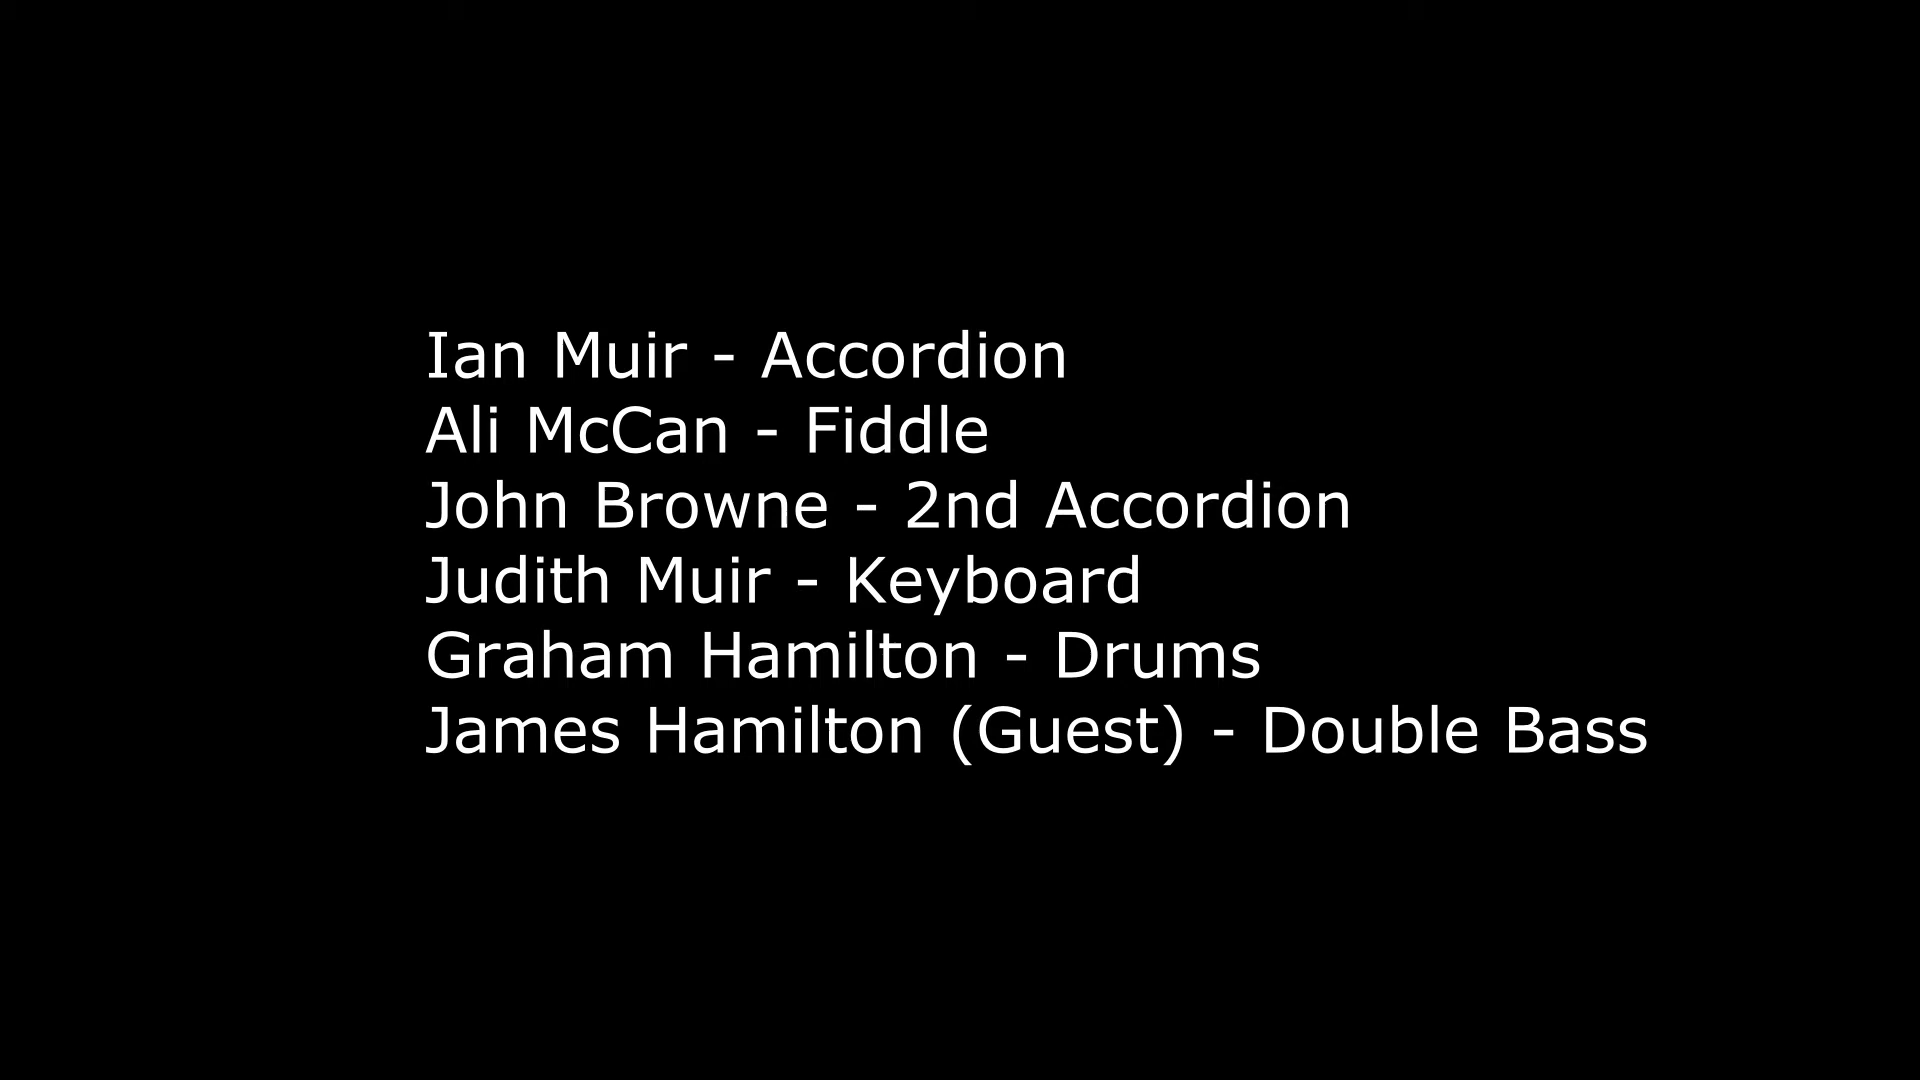 Ian Muir - Accordion
Ali McCan - Fiddle
John Browne - 2nd Accordion
Judith Muir - Keyboard
Graham Hamilton - Drums
James Hamilton (Guest) - Double Bass